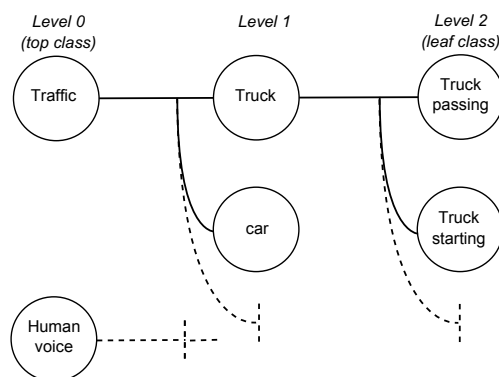 Level 0
(top class)
Level 1
Level 2
(leaf class)
Traffic
Truck
Truck
passing
car
Truck
starting
Human
voice